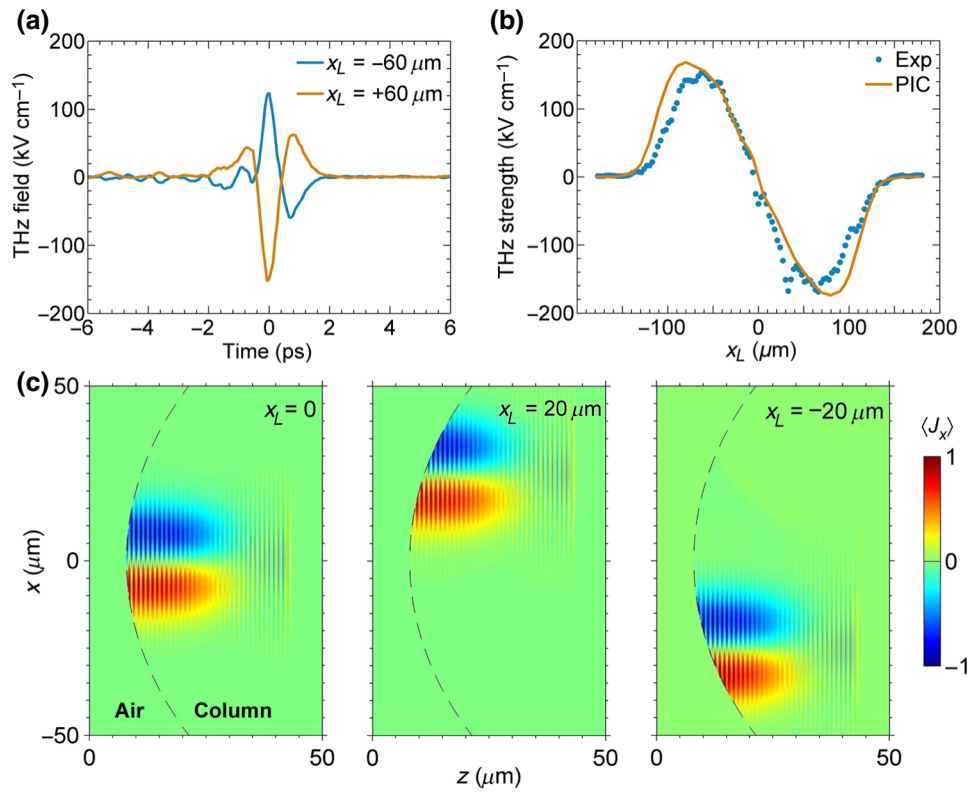 (a)
200
100
0
−100
−200
THz field (kV cm⁻¹)
x_L = −60 μm
x_L = +60 μm
−6 −4 −2 0 2 4 6
Time (ps)
(b)
200
100
0
−100
−200
THz strength (kV cm⁻¹)
Exp
PIC
−100 0 100 200
x_L (μm)
(c)
50
0
−50
x (μm)
x_L = 0
Air Column
0 50
x_L = 20 μm
0 50
x_L = −20 μm
0 50
z (μm)
⟨J_x⟩
1
0
−1